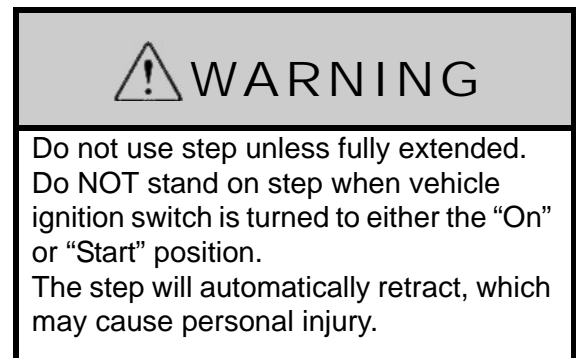 WARNING
Do not use step unless fully extended.
Do NOT stand on step when vehicle
ignition switch is turned to either the “On”
or “Start” position.
The step will automatically retract, which
may cause personal injury.